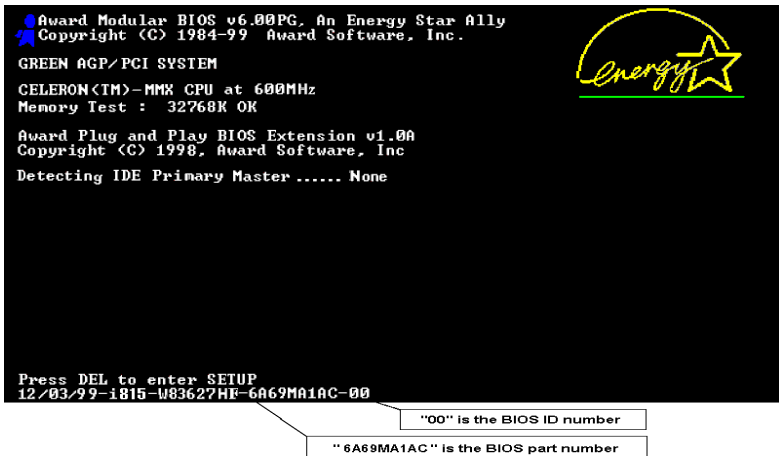 Award Modular BIOS v6.00PG, An Energy Star Ally
Copyright (C) 1984-99 Award Software, Inc.
energy
GREEN AGP/PCI SYSTEM
CELERON(TM)-MMX CPU at 600MHz
Memory Test : 32768K OK
Award Plug and Play BIOS Extension v1.0A
Copyright (C) 1998, Award Software, Inc
Detecting IDE Primary Master ...... None
Press DEL to enter SETUP
12/03/99-i815-W83627HF-6A69MA1AC-00
"00" is the BIOS ID number
" 6A69MA1AC " is the BIOS part number